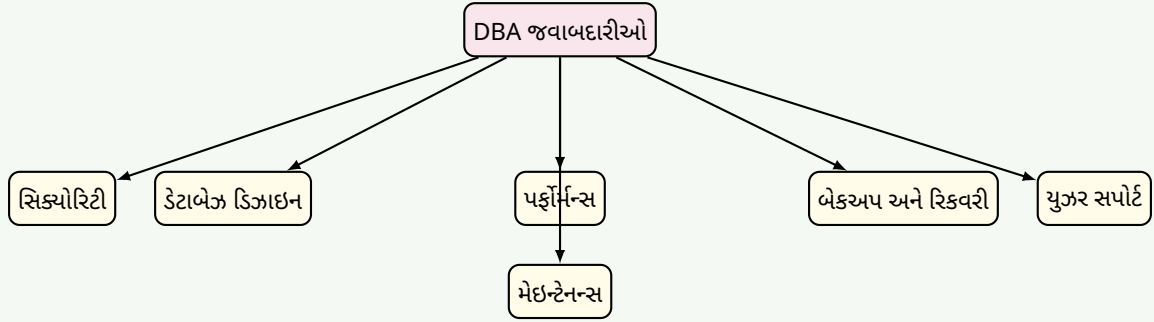 DBA જવાબદારીઓ
સિક્યોરિટી
ડેટાબેઝ ડિઝાઇન
પર્ફોર્મન્સ
બેકઅપ અને રિકવરી
યુઝર સપોર્ટ
મેઇન્ટેનન્સ